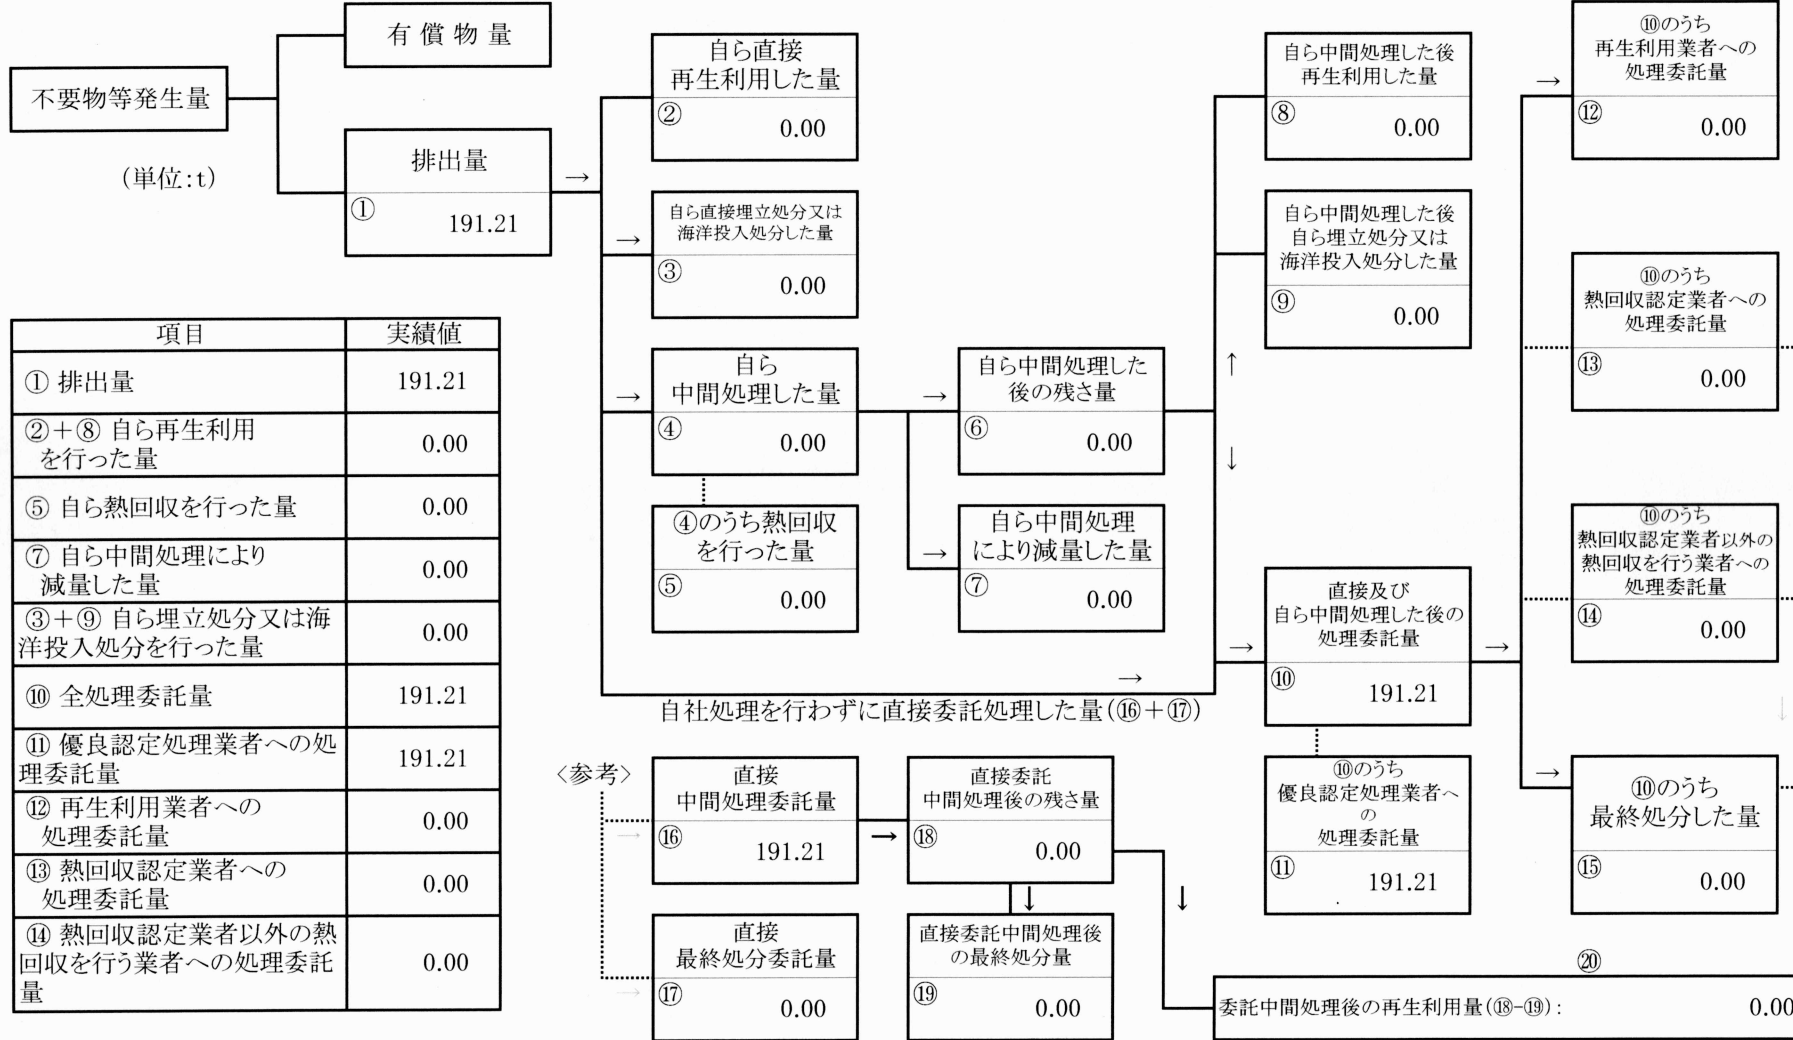 有償物量
不要物等発生量
(単位:t)
排出量
①
191.21
→
自ら直接
再生利用した量
②
0.00
→
自ら直接埋立処分又は
海洋投入処分した量
③
0.00
→
自ら
中間処理した量
④
0.00
④のうち熱回収
を行った量
⑤
0.00
→
自ら中間処理した
後の残さ量
⑥
0.00
→
自ら中間処理
により減量した量
⑦
0.00
↑
↓
自ら中間処理した後
再生利用した量
⑧
0.00
自ら中間処理した後
自ら埋立処分又は
海洋投入処分した量
⑨
0.00
→
自社処理を行わずに直接委託処理した量(⑯+⑰)
→
直接及び
自ら中間処理した後の
処理委託量
⑩
191.21
⑩のうち
優良認定処理業者へ
の
処理委託量
⑪
191.21
→
→
⑩のうち
再生利用業者への
処理委託量
⑫
0.00
⑩のうち
熱回収認定業者への
処理委託量
⑬
0.00
⑩のうち
熱回収認定業者以外の
熱回収を行う業者への
処理委託量
⑭
0.00
↓
→
⑩のうち
最終処分した量
⑮
0.00
項目 実績値
① 排出量 191.21
②+⑧ 自ら再生利用
を行った量 0.00
⑤ 自ら熱回収を行った量 0.00
⑦ 自ら中間処理により
減量した量 0.00
③+⑨ 自ら埋立処分又は海
洋投入処分を行った量 0.00
⑩ 全処理委託量 191.21
⑪ 優良認定処理業者への処
理委託量 191.21
⑫ 再生利用業者への
処理委託量 0.00
⑬ 熱回収認定業者への
処理委託量 0.00
⑭ 熱回収認定業者以外の熱
回収を行う業者への処理委託
量 0.00
〈参考〉
→
直接
中間処理委託量
⑯
191.21
→
直接委託
中間処理後の残さ量
⑱
0.00
→
直接
最終処分委託量
⑰
0.00
↓
直接委託中間処理後
の最終処分量
⑲
0.00
↓
⑳
委託中間処理後の再生利用量(⑱-⑲): 0.00